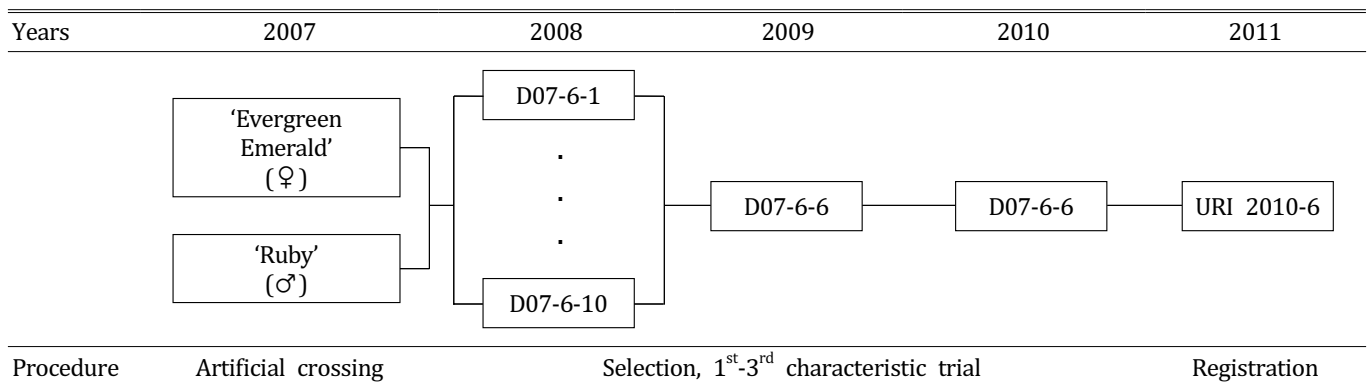 Years 2007 2008 2009 2010 2011
D07-6-1
‘Evergreen
Emerald’
(♀)
.
.
.
D07-6-6 D07-6-6 URI 2010-6
‘Ruby’
(♂)
D07-6-10
Procedure Artificial crossing Selection, 1st-3rd characteristic trial Registration